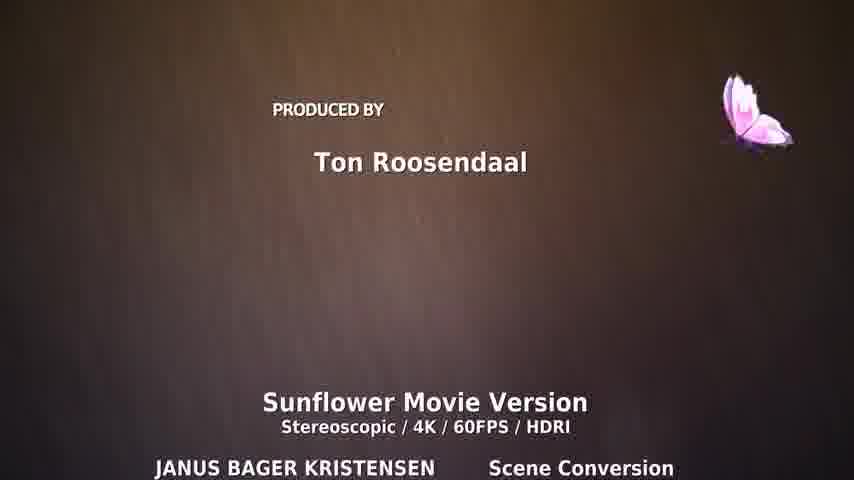 PRODUCED BY
Ton Roosendaal
Sunflower Movie Version
Stereoscopic / 4K / 60FPS / HDRI
JANUS BAGER KRISTENSEN Scene Conversion